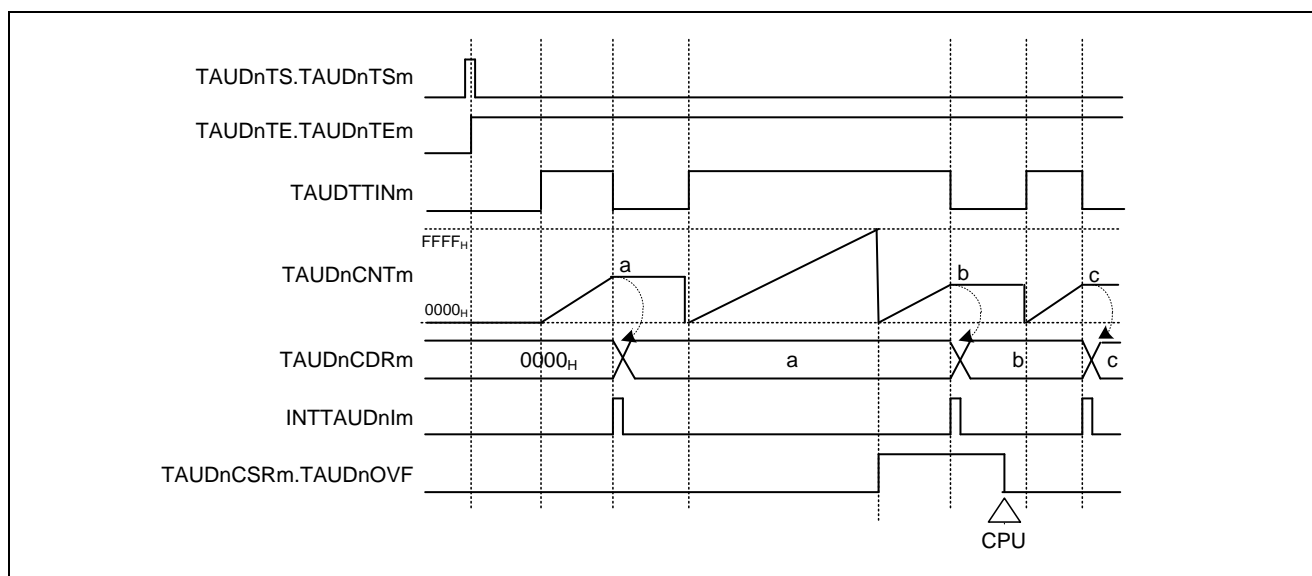 TAUDnTS.TAUDnTSm
TAUDnTE.TAUDnTEm
TAUDTTINm
FFFFH
TAUDnCNTm
a
b
c
0000H
TAUDnCDRm
0000H
a
b
c
INTTAUDnIm
TAUDnCSRm.TAUDnOVF
CPU